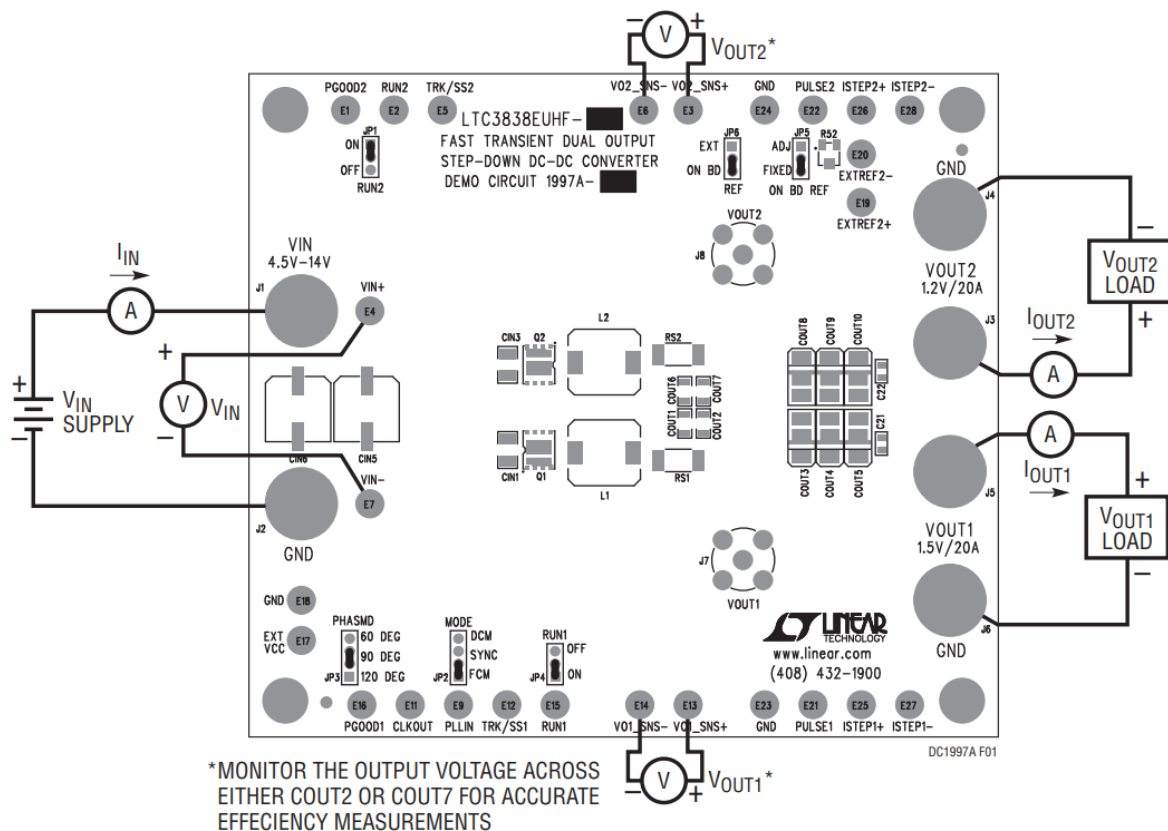 − V + VOUT2*
PGOOD2 RUN2 TRK/SS2 VO2_SNS- VO2_SNS+ GND PULSE2 ISTEP2+ ISTEP2-
E1 E2 E5 E6 E3 E24 E22 E26 E28
LTC3838EUHF-
FAST TRANSIENT DUAL OUTPUT
STEP-DOWN DC-DC CONVERTER
DEMO CIRCUIT 1997A-
JP1
ON
OFF
RUN2
JP6
EXT
ON BD
REF
JP5
ADJ
FIXED
ON BD REF
R52
E20
EXTREF2-
E19
EXTREF2+
GND
J4
VOUT2
1.2V/20A
J3
− 
VOUT2
LOAD
+
IOUT2
A
VOUT2
J8
IIN
A
VIN
4.5V-14V
J1
VIN+
E4
+
V VIN
−
+
VIN
SUPPLY
−
CIN6 CIN5
VIN-
E7
J2
GND
L2
CIN3 Q2
RS2
COUT6 COUT7
COUT1 COUT2
CIN1 Q1
L1
RS1
COUT8 COUT9 COUT10
C22
C21
COUT3 COUT4 COUT5
A
IOUT1
J5
VOUT1
1.5V/20A
+
VOUT1
LOAD
−
J6
GND
J7
VOUT1
GND E18
EXT
VCC E17
PHASMD
60 DEG
90 DEG
120 DEG
JP3
MODE
DCM
SYNC
FCM
JP2
RUN1
OFF
ON
JP4
LINEAR
TECHNOLOGY
www.linear.com
(408) 432-1900
E16 E11 E9 E12 E15 E14 E13 E23 E21 E25 E27
PGOOD1 CLKOUT PLLIN TRK/SS1 RUN1 VO1_SNS- VO1_SNS+ GND PULSE1 ISTEP1+ ISTEP1-
DC1997A F01
− V + VOUT1*
*MONITOR THE OUTPUT VOLTAGE ACROSS
EITHER COUT2 OR COUT7 FOR ACCURATE
EFFECIENCY MEASUREMENTS